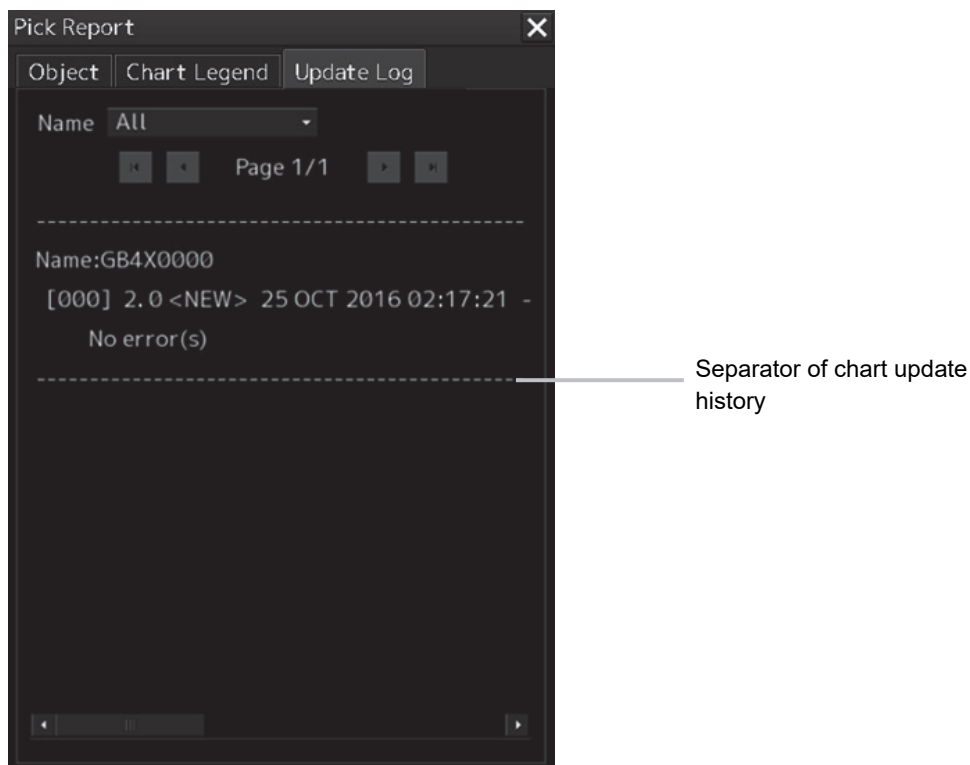 Pick Report
Object Chart Legend Update Log
Name All
Page 1/1
------------------------------------------
Name:GB4X0000
[000] 2.0 <NEW> 25 OCT 2016 02:17:21 -
No error(s)
------------------------------------------
Separator of chart update
history